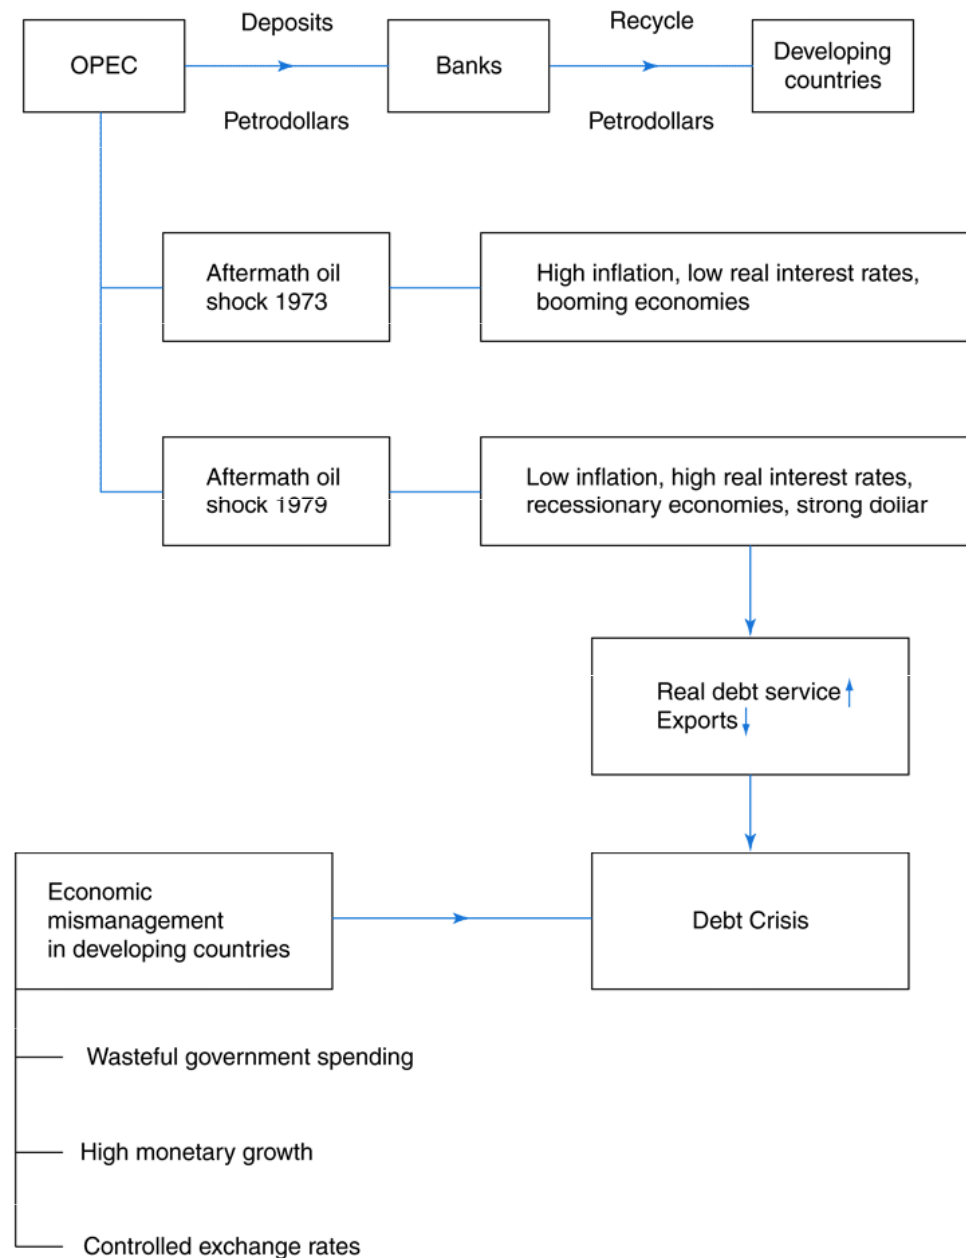 Deposits
Recycle
OPEC
Banks
Developing
countries
Petrodollars
Petrodollars
Aftermath oil
shock 1973
High inflation, low real interest rates,
booming economies
Aftermath oil
shock 1979
Low inflation, high real interest rates,
recessionary economies, strong dollar
Real debt service
Exports
Economic
mismanagement
in developing countries
Debt Crisis
Wasteful government spending
High monetary growth
Controlled exchange rates